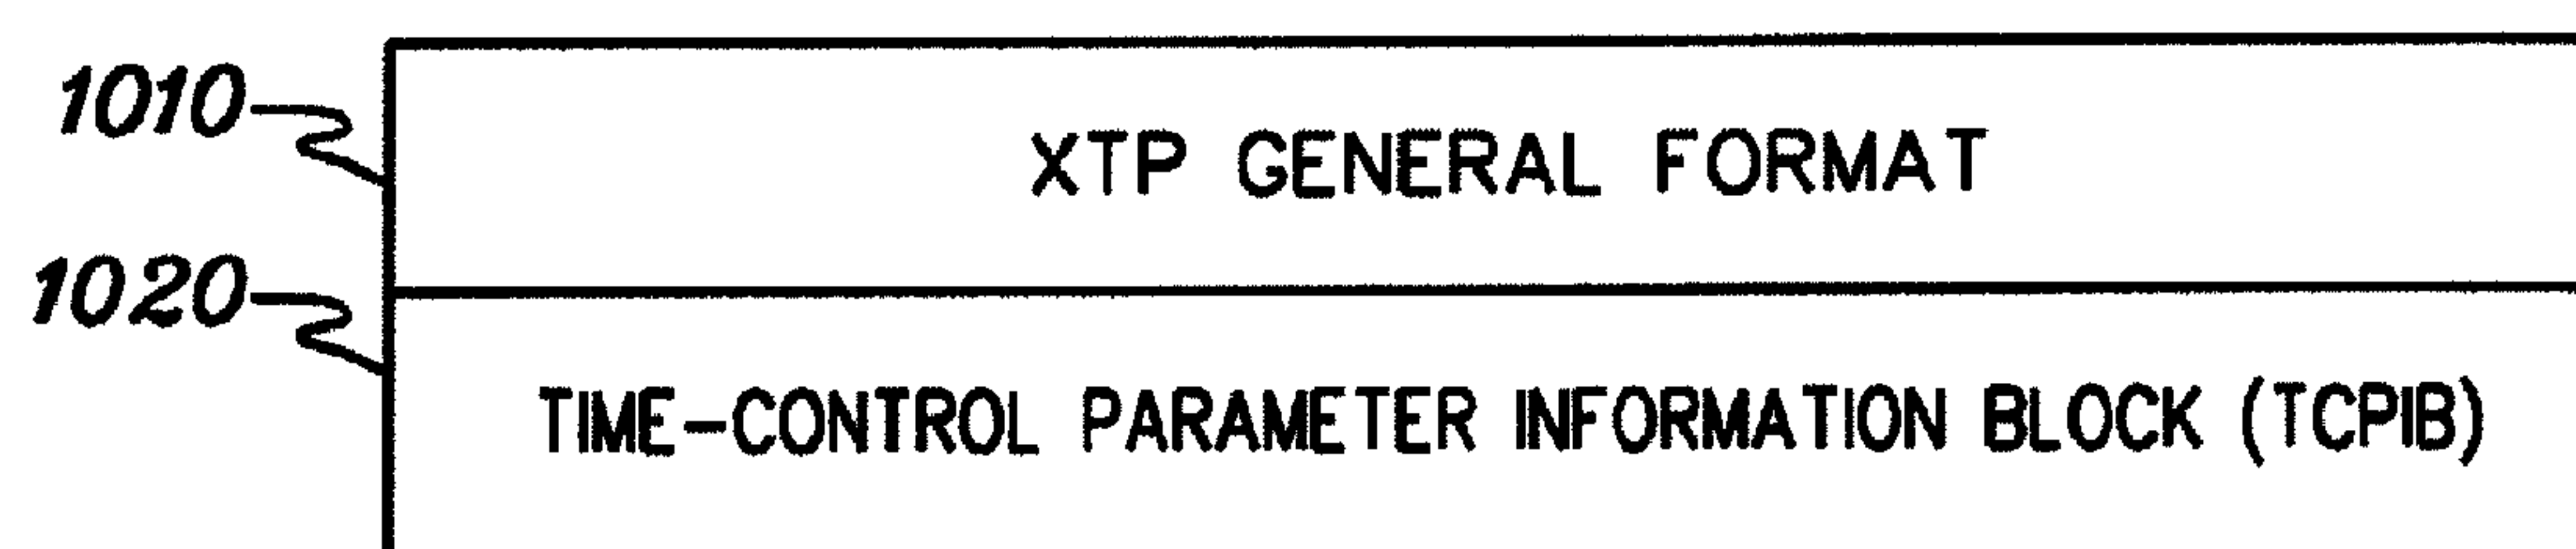 1010
XTP GENERAL FORMAT
1020
TIME-CONTROL PARAMETER INFORMATION BLOCK (TCPIB)